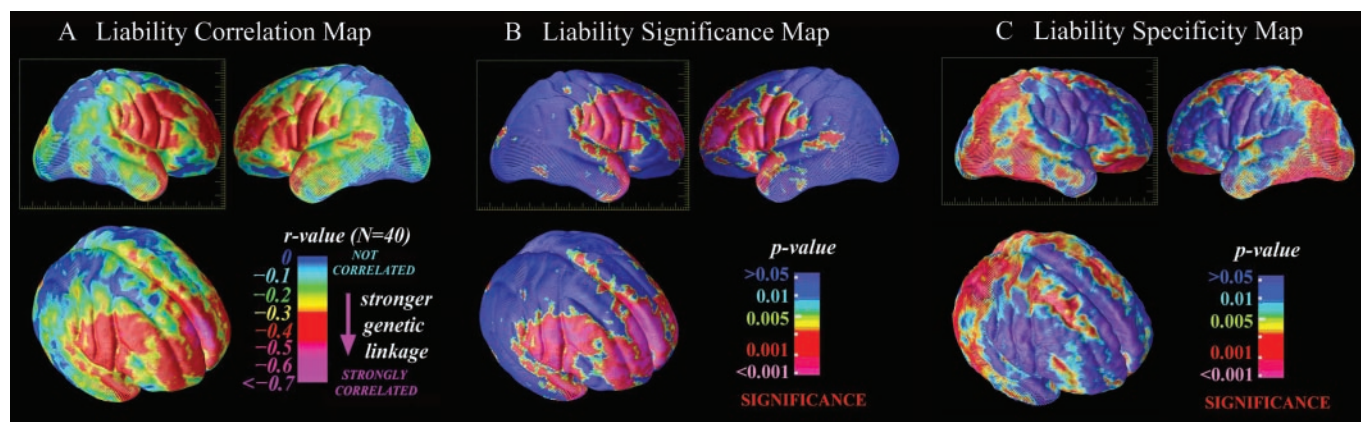 A Liability Correlation Map
B Liability Significance Map
C Liability Specificity Map
r-value (N=40)
0
−0.1
−0.2
−0.3
−0.4
−0.5
−0.6
<−0.7
NOT
CORRELATED
stronger
genetic
linkage
STRONGLY
CORRELATED
p-value
>0.05
0.01
0.005
0.001
<0.001
SIGNIFICANCE
p-value
>0.05
0.01
0.005
0.001
<0.001
SIGNIFICANCE